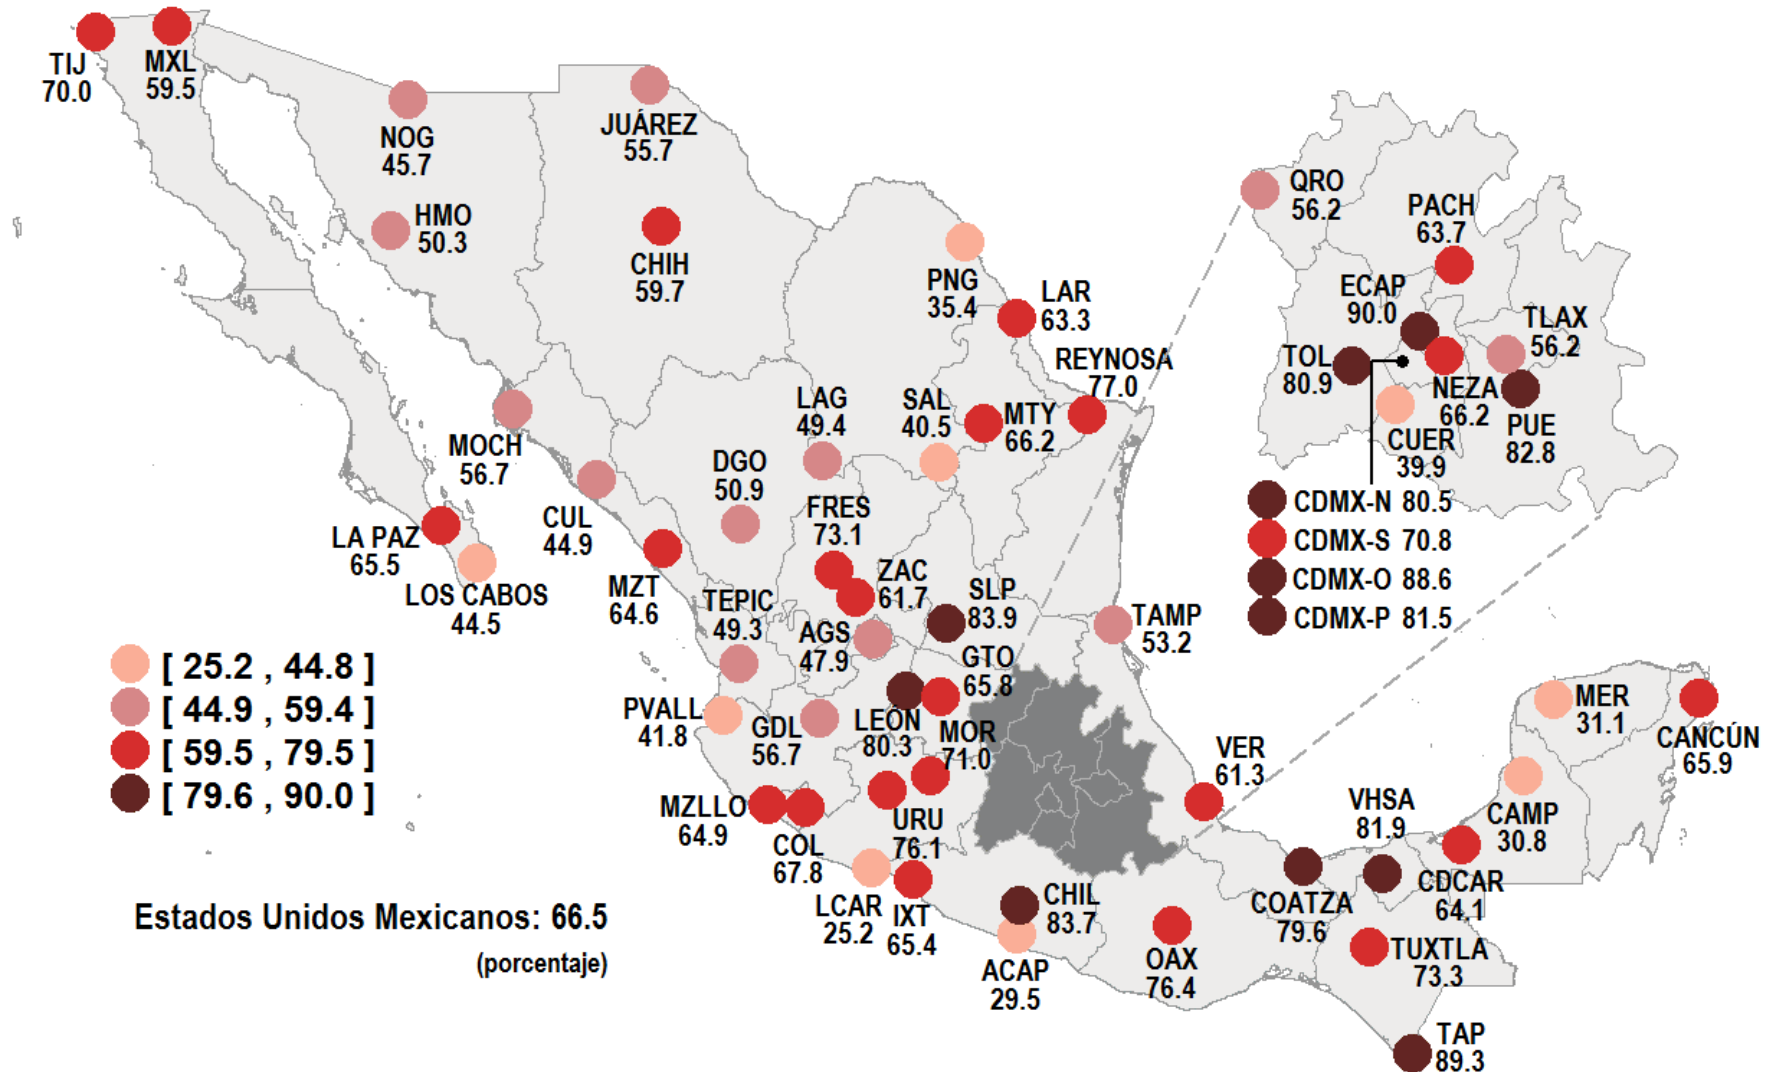 TIJ
70.0
MXL
59.5
NOG
45.7
JUÁREZ
55.7
HMO
50.3
CHIH
59.7
PNG
35.4
LAR
63.3
REYNOSA
77.0
LAG
49.4
SAL
40.5
MTY
66.2
MOCH
56.7
DGO
50.9
FRES
73.1
CUL
44.9
LA PAZ
65.5
LOS CABOS
44.5
MZT
64.6
ZAC
61.7
TEPIC
49.3
AGS
47.9
SLP
83.9
TAMP
53.2
GTO
65.8
PVALL
41.8
GDL
56.7
LEÓN
80.3
MOR
71.0
MZLLO
64.9
COL
67.8
URU
76.1
LCAR
25.2
IXT
65.4
CHIL
83.7
ACAP
29.5
OAX
76.4
VER
61.3
COATZA
79.6
VHSA
81.9
CDCAR
64.1
TUXTLA
73.3
TAP
89.3
CAMP
30.8
MER
31.1
CANCÚN
65.9
QRO
56.2
PACH
63.7
ECAP
90.0
TLAX
56.2
TOL
80.9
NEZA
66.2
CUER
39.9
PUE
82.8
CDMX-N 80.5
CDMX-S 70.8
CDMX-O 88.6
CDMX-P 81.5
[ 25.2 , 44.8 ]
[ 44.9 , 59.4 ]
[ 59.5 , 79.5 ]
[ 79.6 , 90.0 ]
Estados Unidos Mexicanos: 66.5
(porcentaje)